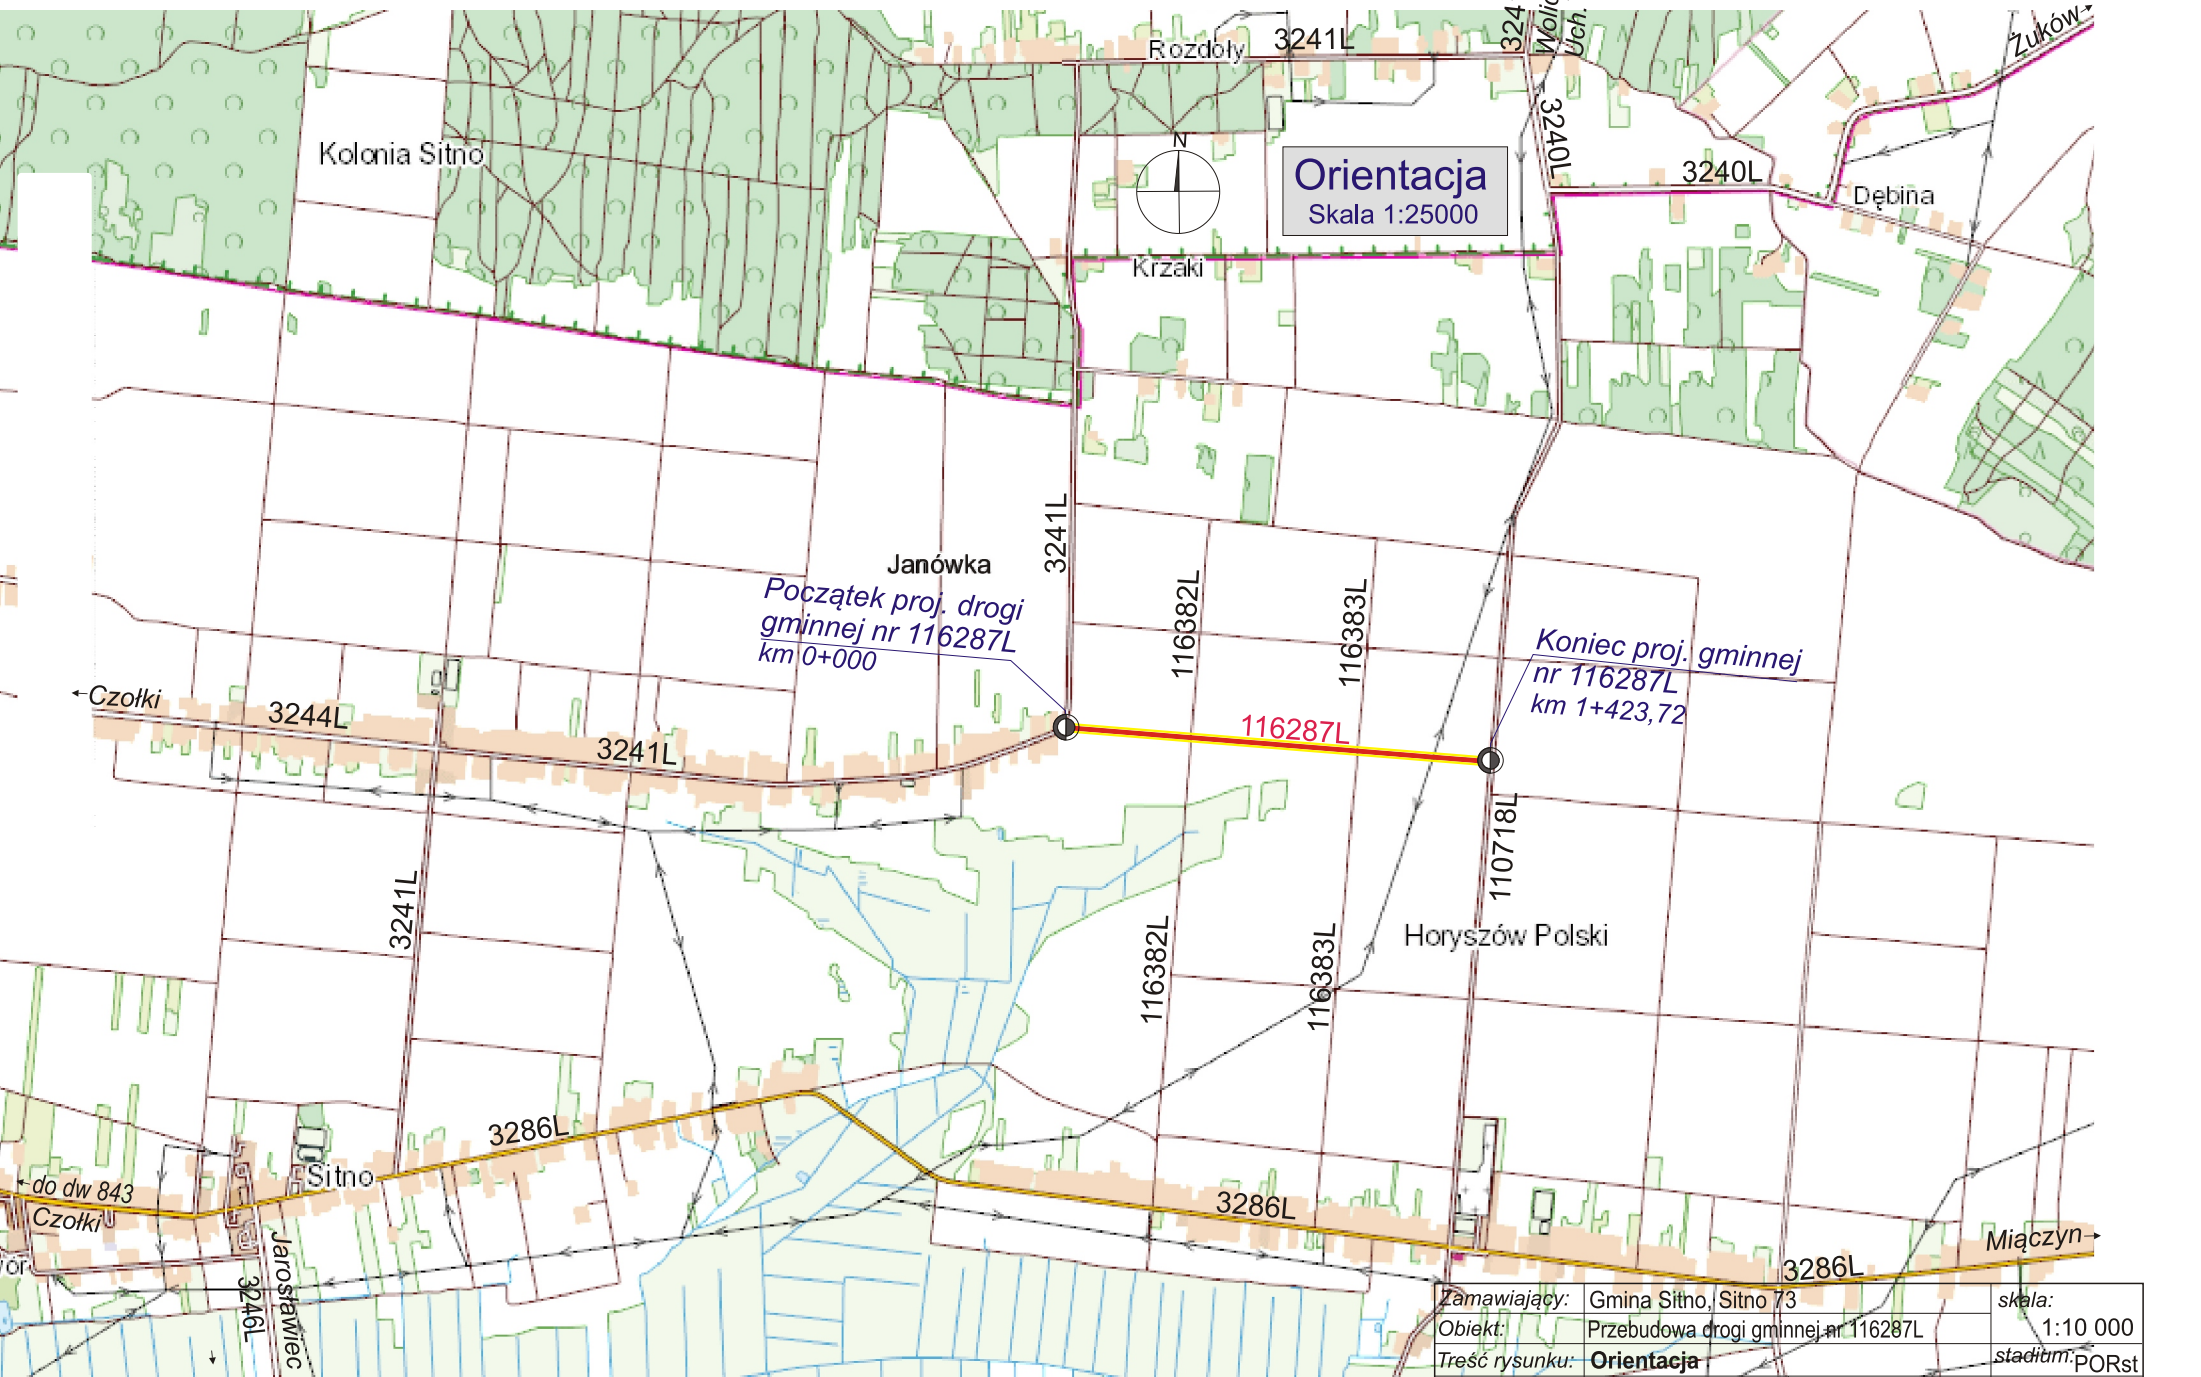 Żuków
Wolic
Uch.
324
Rozdoły
3241L
3240L
Kolonia Sitno
N
Orientacja
Skala 1:25000
3240L
Dębina
Krzaki
3241L
Janówka
Początek proj. drogi
gminnej nr 116287L
km 0+000
116382L
116383L
Koniec proj. gminnej
nr 116287L
km 1+423,72
Czołki
3244L
3241L
116287L
110718L
3241L
Horyszów Polski
116382L
116383L
3286L
Sitno
do dw 843
Czołki
3286L
Miączyn
3286L
wór
3246L
Jarosławiec
Zamawiający: Gmina Sitno, Sitno 73 skala:
Obiekt: Przebudowa drogi gminnej nr 116287L 1:10 000
Treść rysunku: Orientacja stadium: PORst